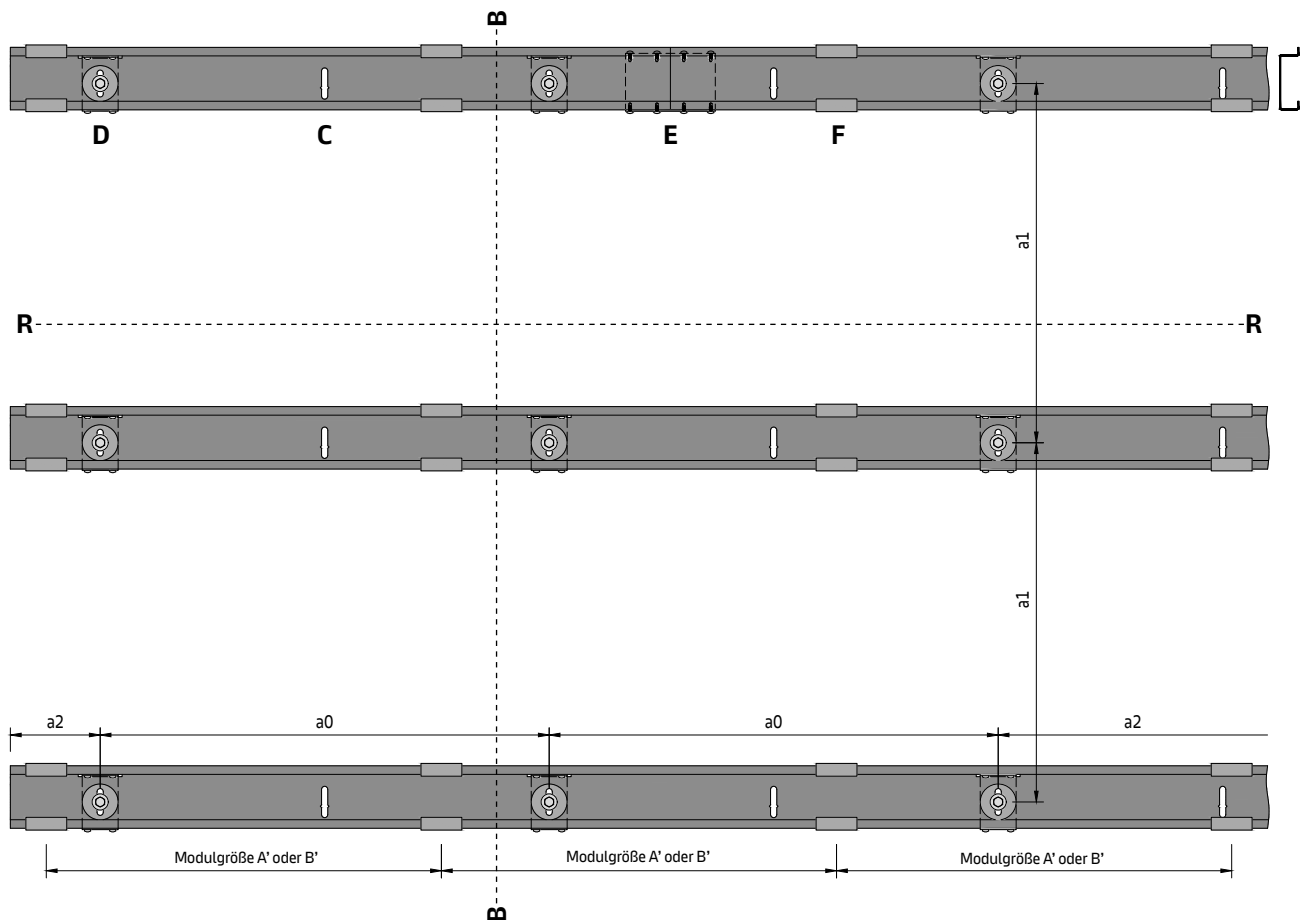 B
D C E F
a1
R R
a1
a2 a0 a0 a2
Modulgröße A’ oder B’ Modulgröße A’ oder B’ Modulgröße A’ oder B’
B